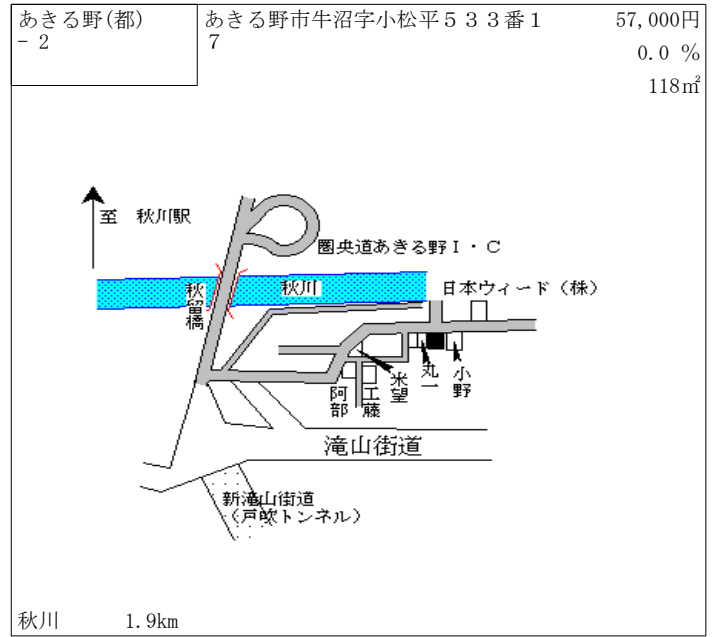 あきる野(都)
- 2
あきる野市牛沼字小松平５３３番１
７
57,000円
0.0 %
118㎡
至 秋川駅
圏央道あきる野Ｉ・Ｃ
秋留橋
秋川
日本ウィード（株）
阿部
工藤
米望
丸一
小野
滝山街道
新滝山街道
（戸吹トンネル）
秋川 1.9km